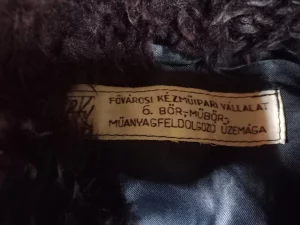 FŐVÁROSI KÉZMŰIPARI VÁLLALAT
6. BŐR-, MŰBŐR-,
MŰANYAGFELDOLGOZÓ ÜZEMÁGA